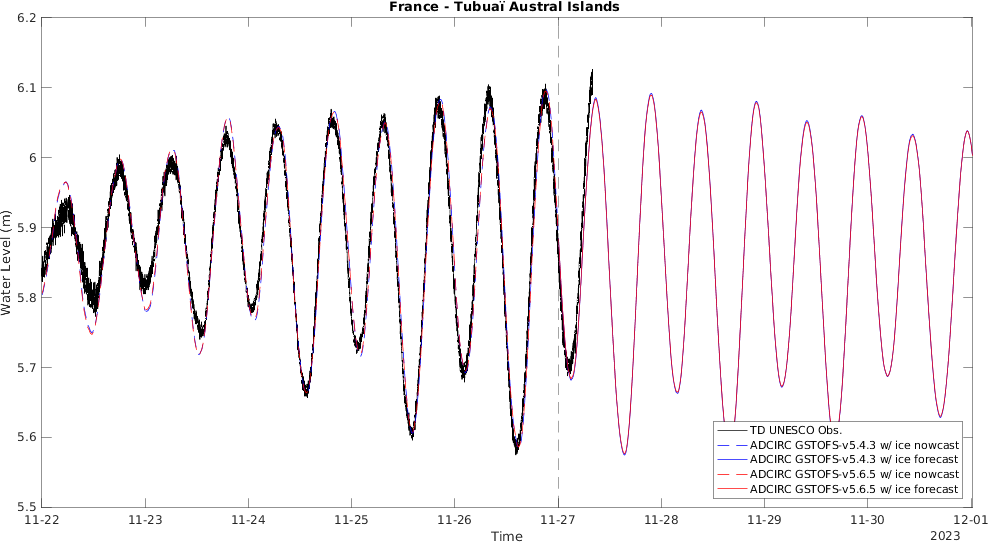 France - Tubuaï Austral Islands
6.2
6.1
6
5.9
5.8
5.7
5.6
5.5
Water Level (m)
TD UNESCO Obs.
ADCIRC GSTOFS-v5.4.3 w/ ice nowcast
ADCIRC GSTOFS-v5.4.3 w/ ice forecast
ADCIRC GSTOFS-v5.6.5 w/ ice nowcast
ADCIRC GSTOFS-v5.6.5 w/ ice forecast
11-22 11-23 11-24 11-25 11-26 11-27 11-28 11-29 11-30 12-01
Time
2023